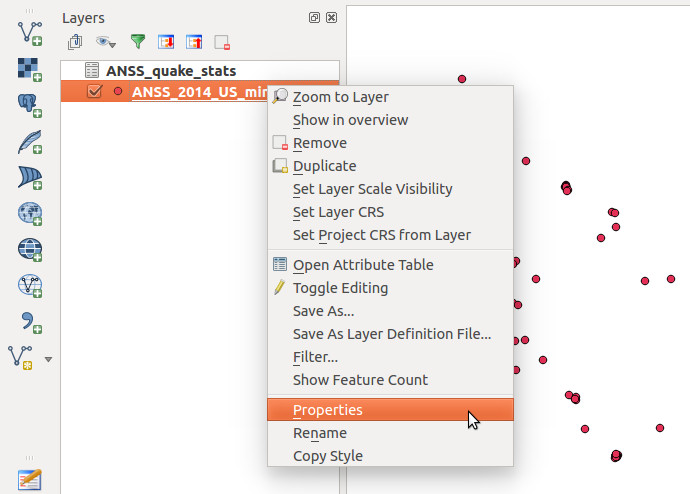 Layers
ANSS_quake_stats
ANSS_2014_US_min
Zoom to Layer
Show in overview
Remove
Duplicate
Set Layer Scale Visibility
Set Layer CRS
Set Project CRS from Layer
Open Attribute Table
Toggle Editing
Save As...
Save As Layer Definition File...
Filter...
Show Feature Count
Properties
Rename
Copy Style